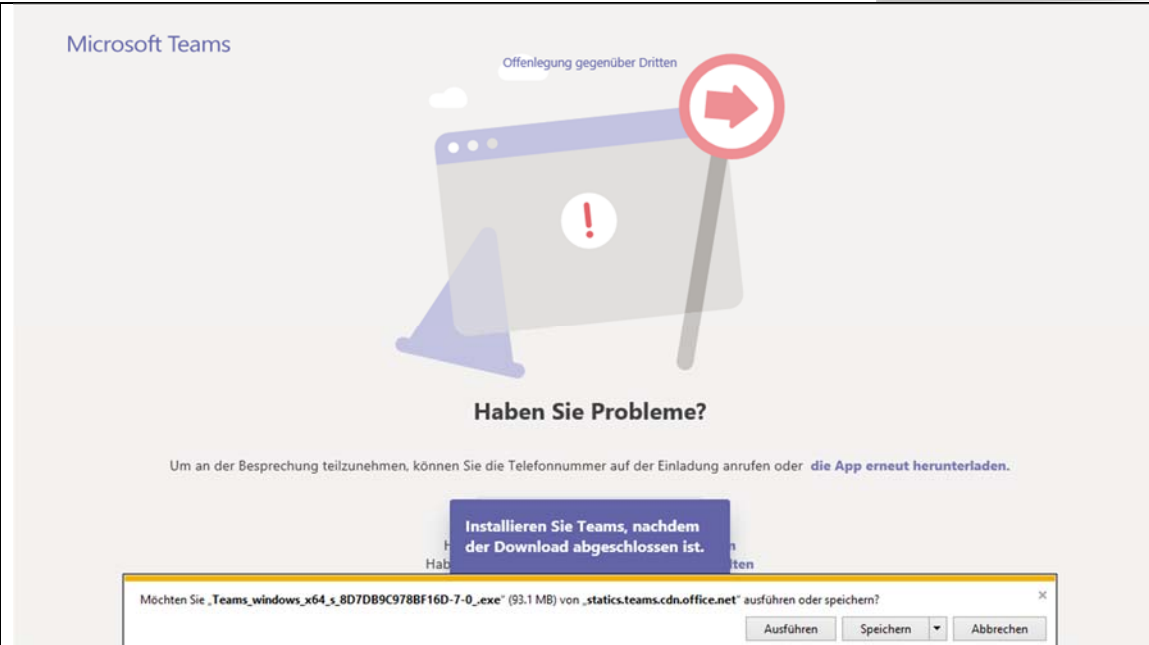 Microsoft Teams
Offenlegung gegenüber Dritten
Haben Sie Probleme?
Um an der Besprechung teilzunehmen, können Sie die Telefonnummer auf der Einladung anrufen oder die App erneut herunterladen.
Installieren Sie Teams, nachdem
der Download abgeschlossen ist.
Möchten Sie „Teams_windows_x64_s_8D7DB9C978BF16D-7-0_.exe“ (93.1 MB) von „statics.teams.cdn.office.net“ ausführen oder speichern?
Ausführen Speichern Abbrechen